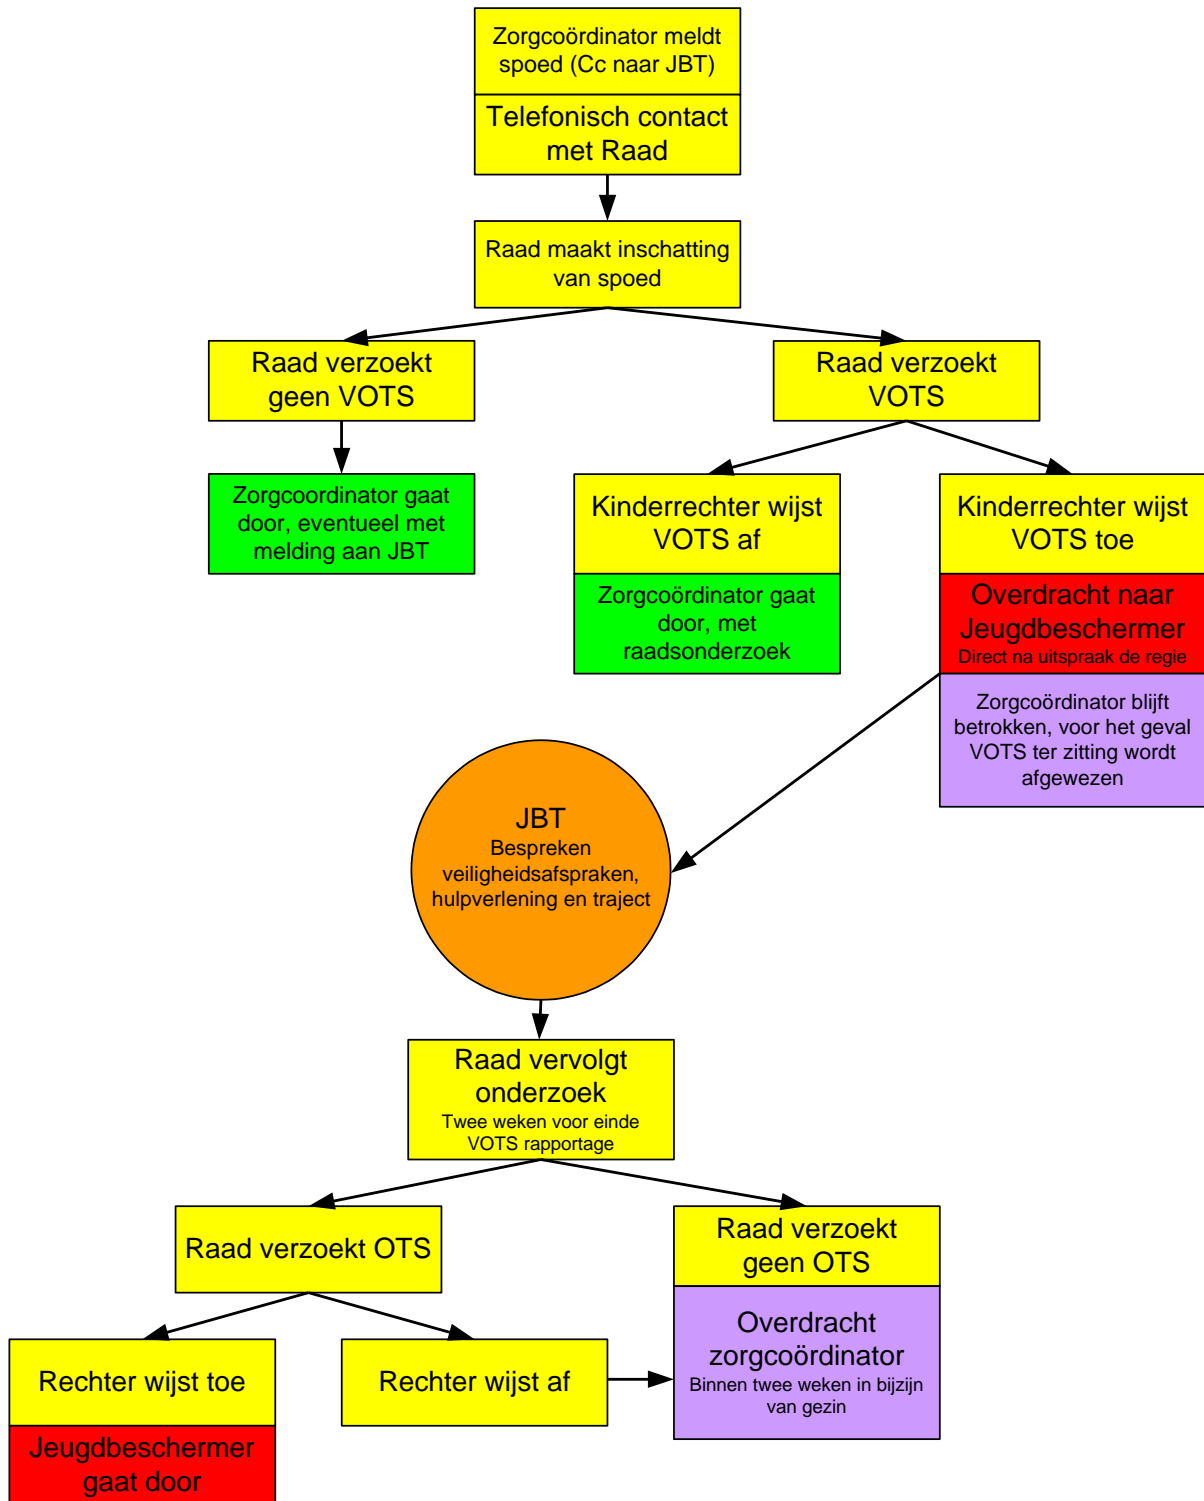 Zorgcoördinator meldt
spoed (Cc naar JBT)
Telefonisch contact
met Raad
Raad maakt inschatting
van spoed
Raad verzoekt
geen VOTS
Raad verzoekt
VOTS
Zorgcoordinator gaat
door, eventueel met
melding aan JBT
Kinderrechter wijst
VOTS af
Kinderrechter wijst
VOTS toe
Zorgcoördinator gaat
door, met
raadsonderzoek
Overdracht naar
Jeugdbeschermer
Direct na uitspraak de regie
Zorgcoördinator blijft
betrokken, voor het geval
VOTS ter zitting wordt
afgewezen
JBT
Bespreken
veiligheidsafspraken,
hulpverlening en traject
Raad vervolgt
onderzoek
Twee weken voor einde
VOTS rapportage
Raad verzoekt OTS
Raad verzoekt
geen OTS
Overdracht
zorgcoördinator
Binnen twee weken in bijzijn
van gezin
Rechter wijst toe
Rechter wijst af
Jeugdbeschermer
gaat door